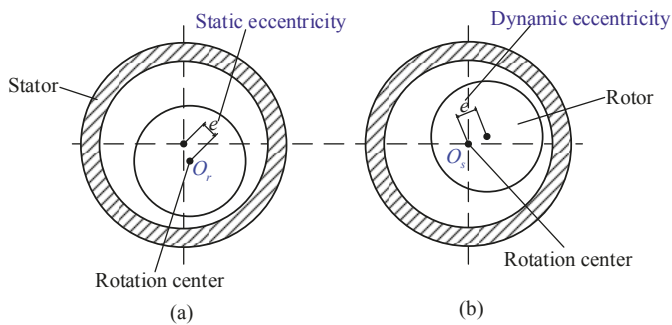 Static eccentricity
Dynamic eccentricity
Stator
e
e
Rotor
O_r
O_s
Rotation center
Rotation center
(a)
(b)